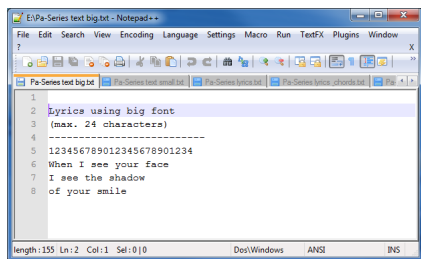 E:\Pa-Series text big.txt - Notepad++
File Edit Search View Encoding Language Settings Macro Run TextFX Plugins Window
? X
Pa-Series text big.txt Pa-Series text small.txt Pa-Series lyrics.txt Pa-Series lyrics _chords.txt Pa
1
2 Lyrics using big font
3 (max. 24 characters)
4 -------------------------
5 123456789012345678901234
6 When I see your face
7 I see the shadow
8 of your smile
length : 155 Ln : 2 Col : 1 Sel : 0 | 0 Dos\Windows ANSI INS